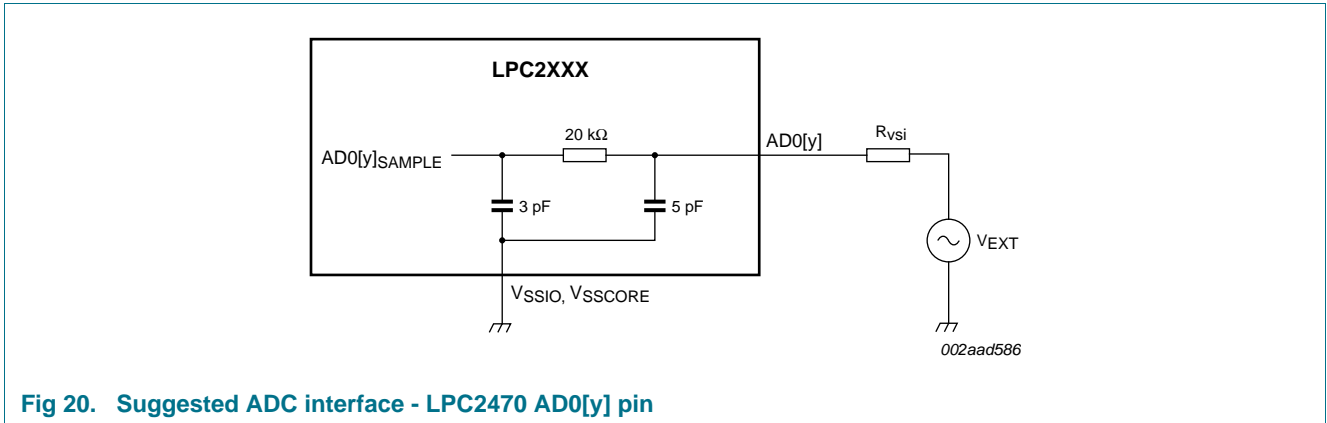 LPC2XXX
20 kΩ
AD0[y]SAMPLE
AD0[y]
Rvsi
3 pF
5 pF
VEXT
VSSIO, VSSCORE
002aad586
Fig 20. Suggested ADC interface - LPC2470 AD0[y] pin